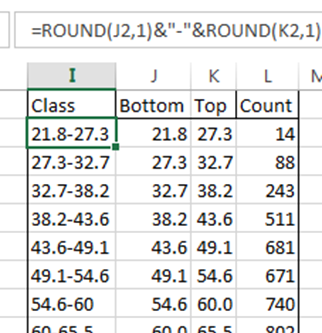 =ROUND(J2,1)&"-"&ROUND(K2,1)
I J K L
Class Bottom Top Count
21.8-27.3 21.8 27.3 14
27.3-32.7 27.3 32.7 88
32.7-38.2 32.7 38.2 243
38.2-43.6 38.2 43.6 511
43.6-49.1 43.6 49.1 681
49.1-54.6 49.1 54.6 671
54.6-60 54.6 60.0 740
60-65.5 60.0 65.5 802